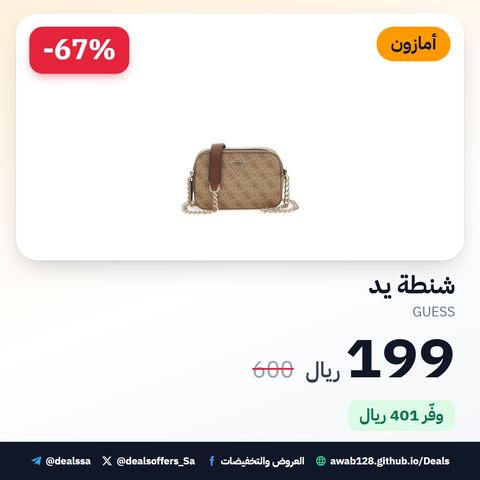 -67%
أمازون
شنطة يد
GUESS
199 ريال 600
وفّر 401 ريال
@dealssa @dealsoffers_Sa العروض والتخفيضات awab128.github.io/Deals